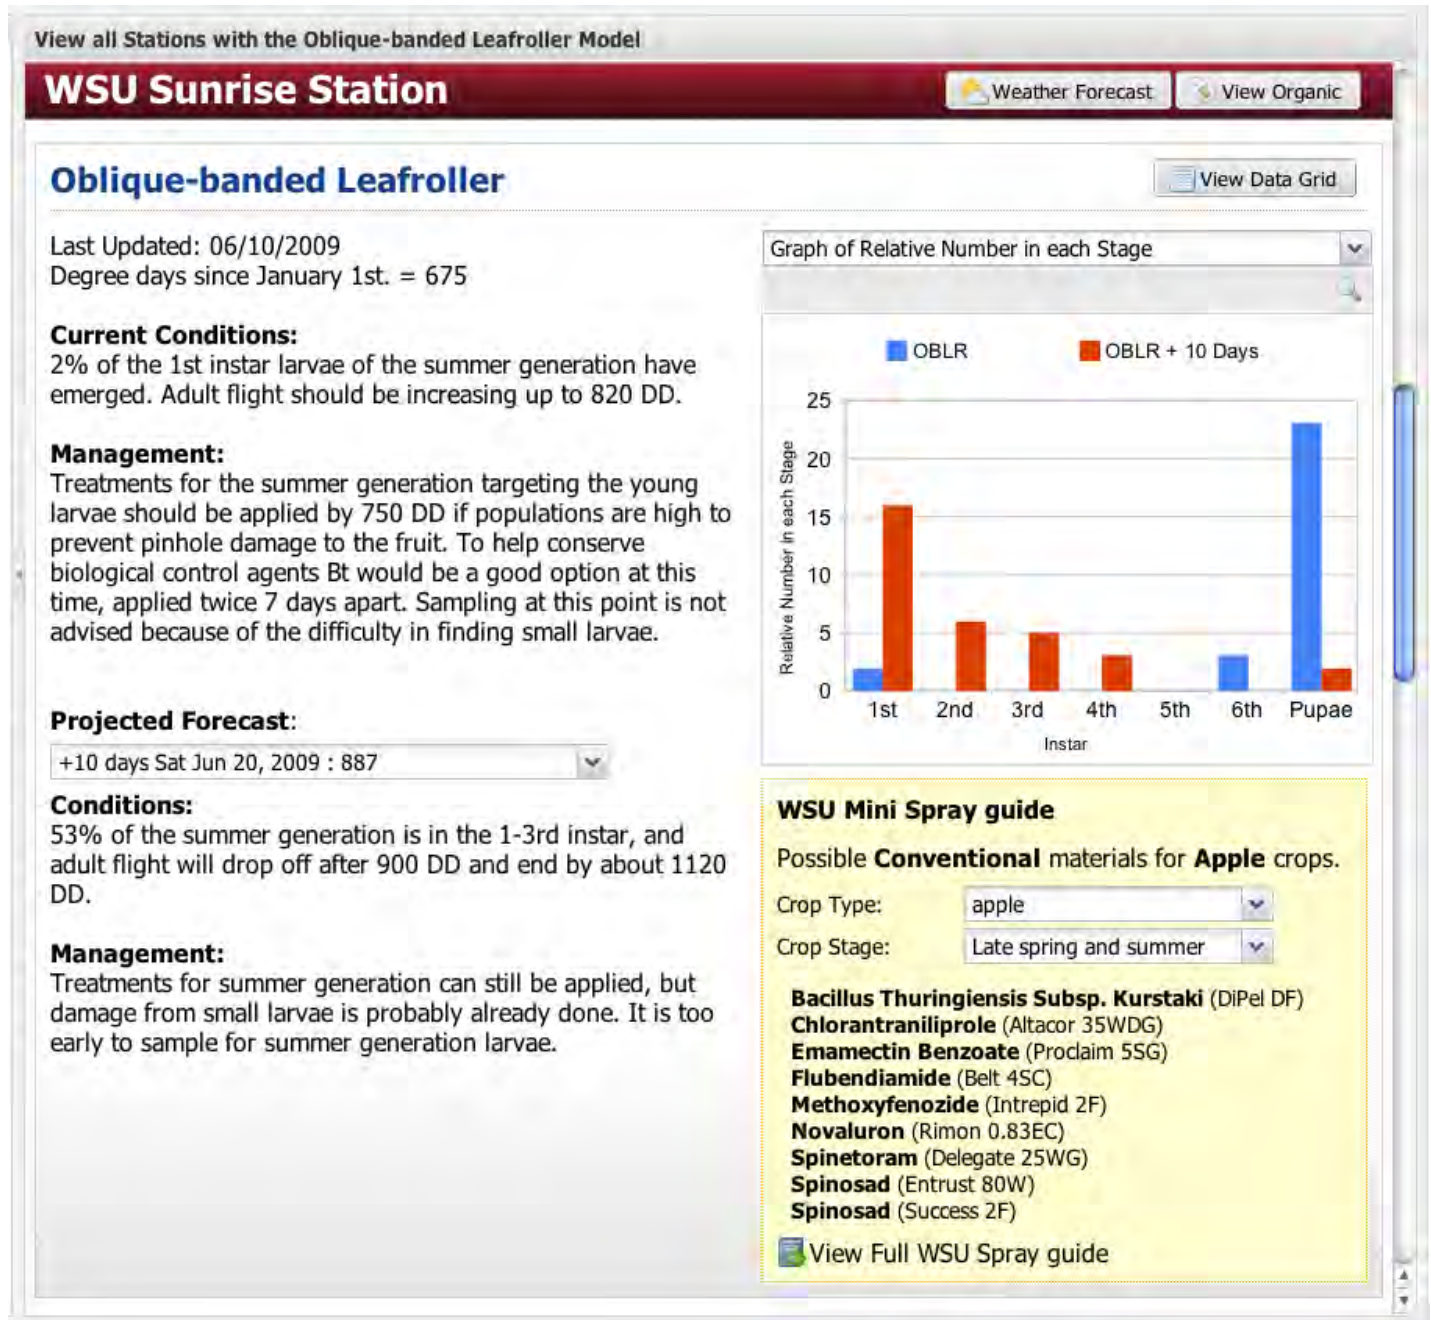 View all Stations with the Oblique-banded Leafroller Model
WSU Sunrise Station
Weather Forecast
View Organic
Oblique-banded Leafroller
View Data Grid
Last Updated: 06/10/2009
Degree days since January 1st. = 675
Current Conditions:
2% of the 1st instar larvae of the summer generation have
emerged. Adult flight should be increasing up to 820 DD.
Management:
Treatments for the summer generation targeting the young
larvae should be applied by 750 DD if populations are high to
prevent pinhole damage to the fruit. To help conserve
biological control agents Bt would be a good option at this
time, applied twice 7 days apart. Sampling at this point is not
advised because of the difficulty in finding small larvae.
Projected Forecast:
+10 days Sat Jun 20, 2009 : 887
Conditions:
53% of the summer generation is in the 1-3rd instar, and
adult flight will drop off after 900 DD and end by about 1120
DD.
Management:
Treatments for summer generation can still be applied, but
damage from small larvae is probably already done. It is too
early to sample for summer generation larvae.
Graph of Relative Number in each Stage
OBLR
OBLR + 10 Days
Relative Number in each Stage
25
20
15
10
5
0
1st 2nd 3rd 4th 5th 6th Pupae
Instar
WSU Mini Spray guide
Possible Conventional materials for Apple crops.
Crop Type: apple
Crop Stage: Late spring and summer
Bacillus Thuringiensis Subsp. Kurstaki (DiPel DF)
Chlorantraniliprole (Altacor 35WDG)
Emamectin Benzoate (Proclaim 5SG)
Flubendiamide (Belt 4SC)
Methoxyfenozide (Intrepid 2F)
Novaluron (Rimon 0.83EC)
Spinetoram (Delegate 25WG)
Spinosad (Entrust 80W)
Spinosad (Success 2F)
View Full WSU Spray guide